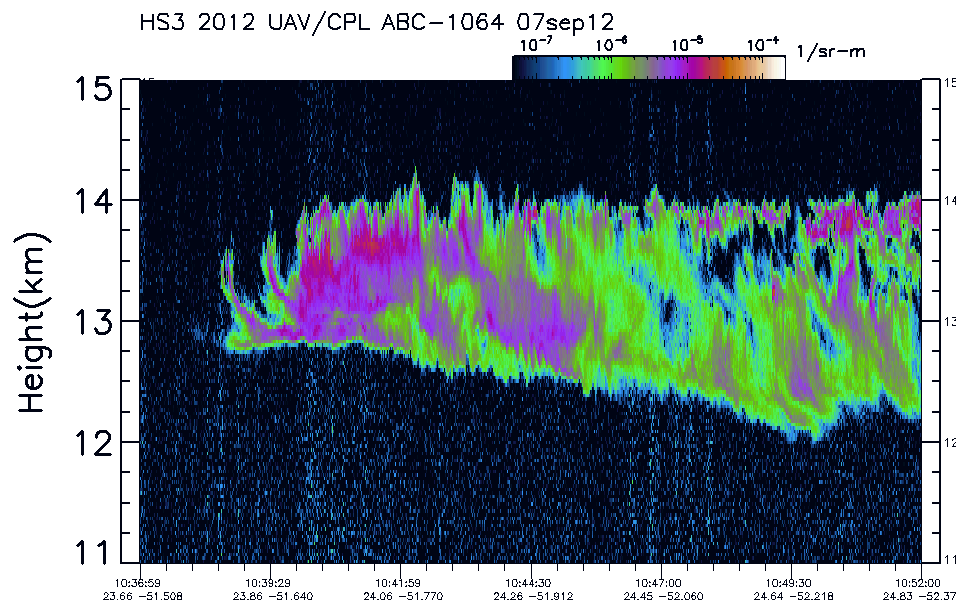 HS3 2012 UAV/CPL ABC-1064 07sep12
10⁻⁷ 10⁻⁶ 10⁻⁵ 10⁻⁴ 1/sr-m
15 15
14 14
13 13
12 12
11 11
Height(km)
10:36:59 10:39:29 10:41:59 10:44:30 10:47:00 10:49:30 10:52:00
23.66 -51.508 23.86 -51.640 24.06 -51.770 24.26 -51.912 24.45 -52.060 24.64 -52.218 24.83 -52.37